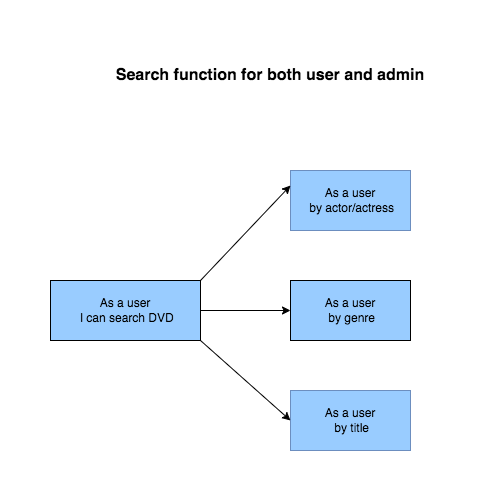 Search function for both user and admin
As a user
by actor/actress
As a user
I can search DVD
As a user
by genre
As a user
by title